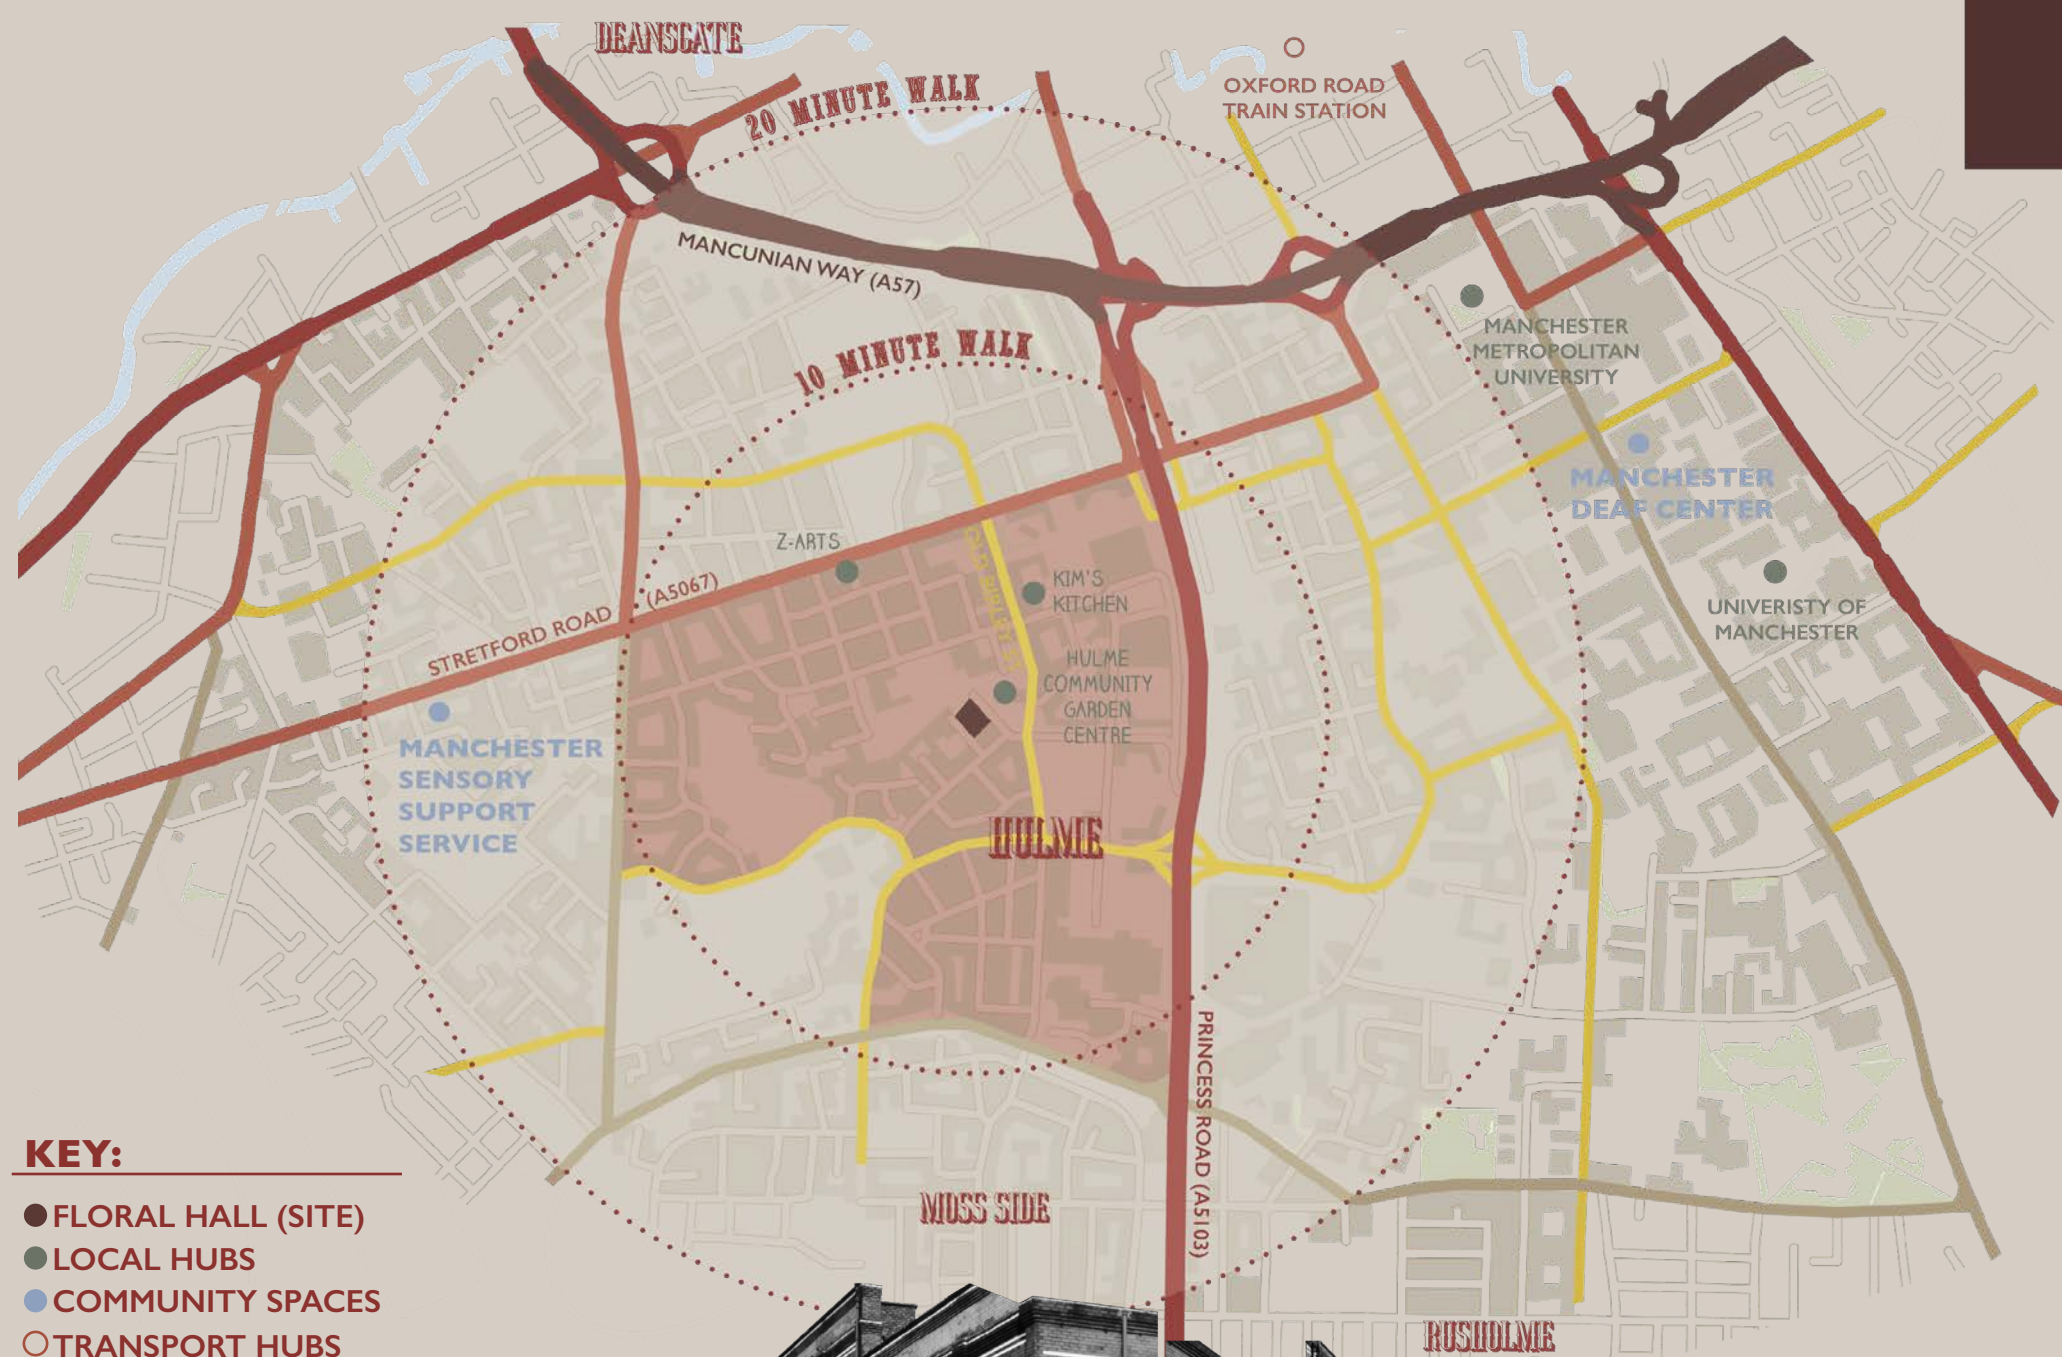 DEANSGATE
20 MINUTE WALK
OXFORD ROAD
TRAIN STATION
MANCUNIAN WAY (A57)
10 MINUTE WALK
MANCHESTER
METROPOLITAN
UNIVERSITY
MANCHESTER
DEAF CENTER
Z-ARTS
KIM'S
KITCHEN
STRETFORD ROAD (A5067)
UNIVERISTY OF
MANCHESTER
HULME
COMMUNITY
GARDEN
CENTRE
MANCHESTER
SENSORY
SUPPORT
SERVICE
HULME
PRINCESS ROAD (A5103)
MOSS SIDE
RUSHOLME
KEY:
FLORAL HALL (SITE)
LOCAL HUBS
COMMUNITY SPACES
TRANSPORT HUBS